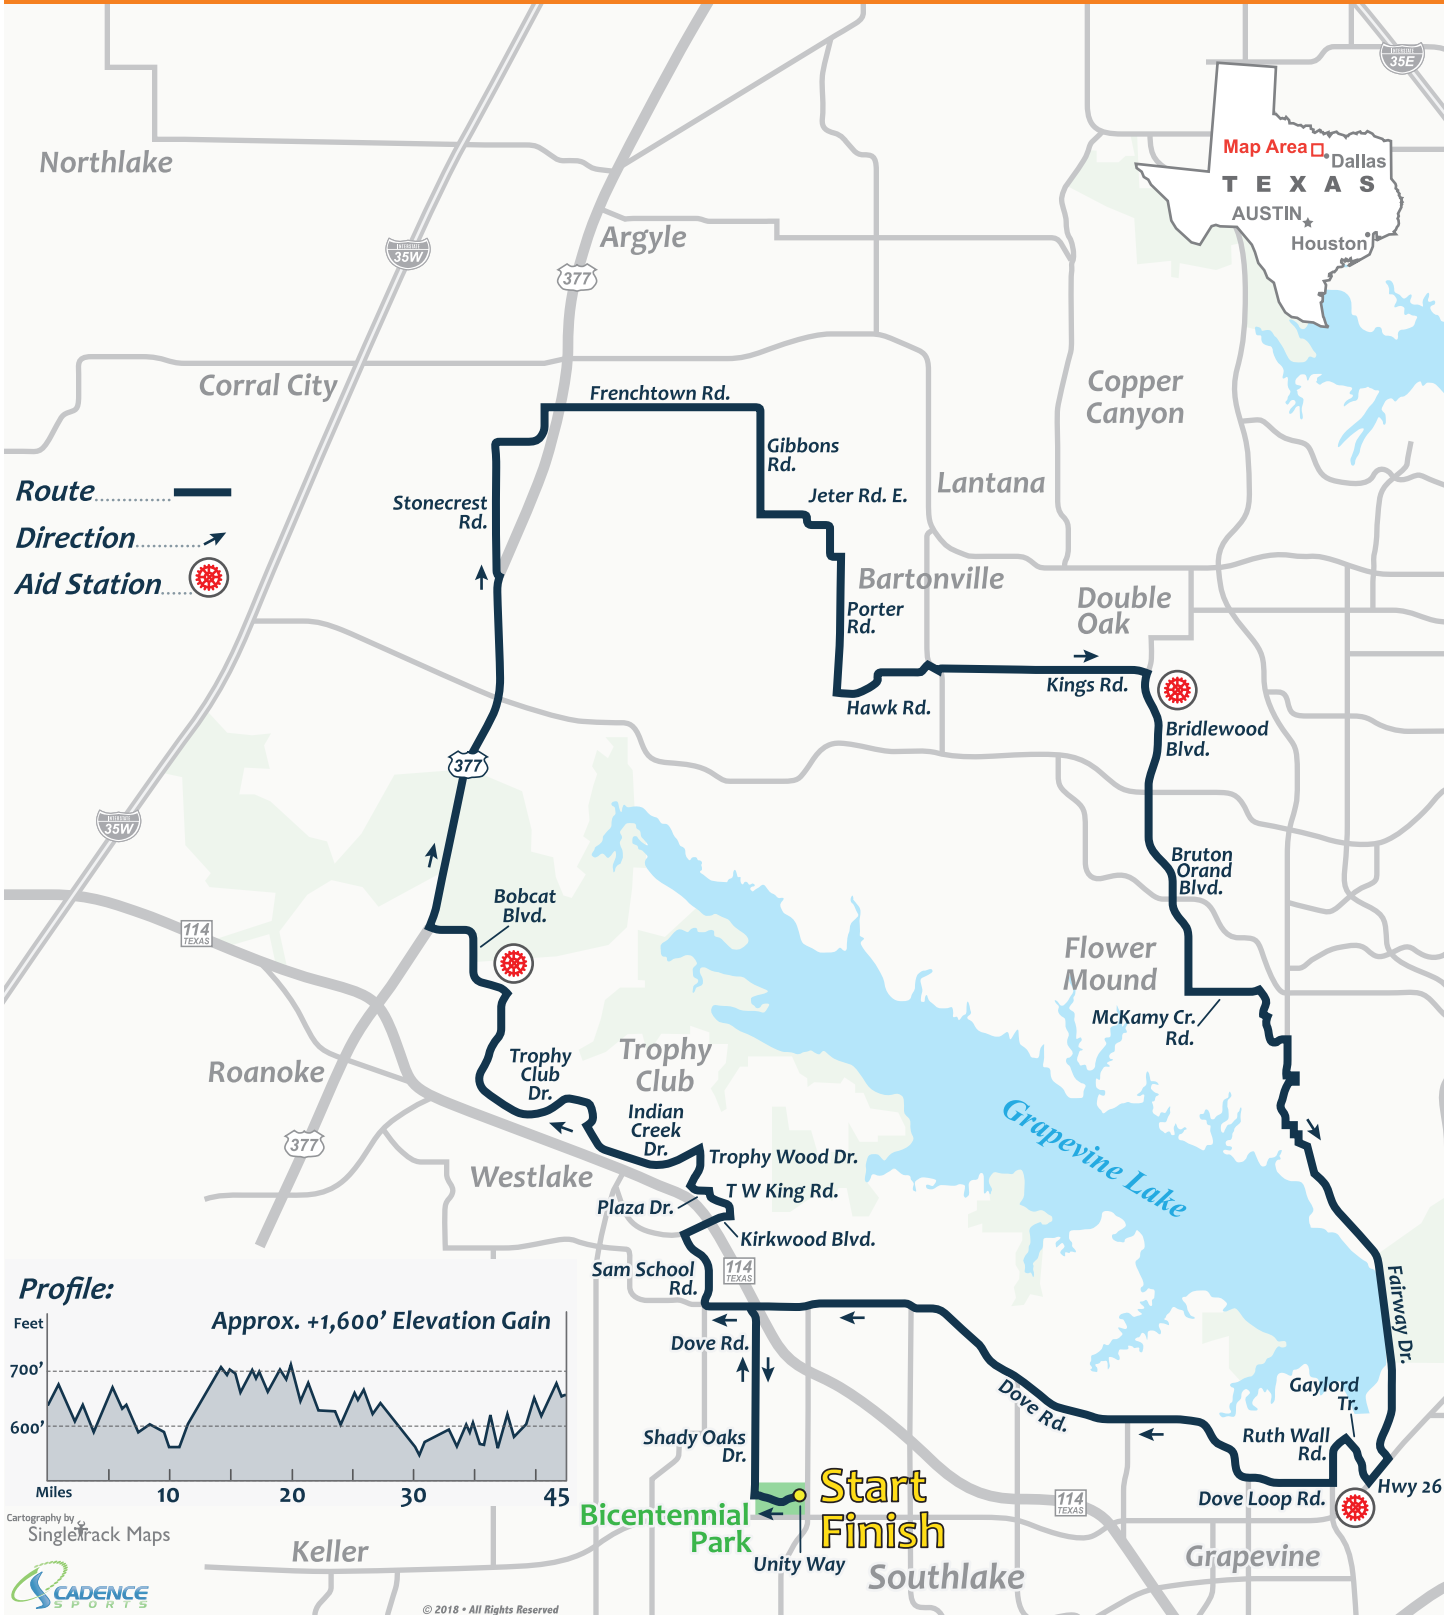 INTERSTATE
35E
Map Area
Dallas
TEXAS
AUSTIN
Houston
Northlake
INTERSTATE
35W
Argyle
377
Corral City
Copper
Canyon
Frenchtown Rd.
Gibbons
Rd.
Jeter Rd. E.
Lantana
Stonecrest
Rd.
Route
Direction
Aid Station
Bartonville
Double
Oak
Porter
Rd.
Kings Rd.
Hawk Rd.
Bridlewood
Blvd.
377
INTERSTATE
35W
Bruton
Orand
Blvd.
Bobcat
Blvd.
114
TEXAS
Flower
Mound
McKamy Cr.
Rd.
Roanoke
Trophy
Club
Dr.
Trophy
Club
Indian
Creek
Dr.
Grapevine Lake
377
Westlake
Trophy Wood Dr.
T W King Rd.
Plaza Dr.
Kirkwood Blvd.
Sam School
Rd.
114
TEXAS
Fairway Dr.
Dove Rd.
Dove Rd.
Gaylord
Tr.
Ruth Wall
Rd.
Shady Oaks
Dr.
Hwy 26
Dove Loop Rd.
114
TEXAS
Start
Finish
Bicentennial
Park
Unity Way
Southlake
Grapevine
Keller
Profile:
Approx. +1,600’ Elevation Gain
Feet
700’
600’
Miles
10
20
30
45
Cartography by
SingleTrack Maps
CADENCE
SPORTS
© 2018 • All Rights Reserved